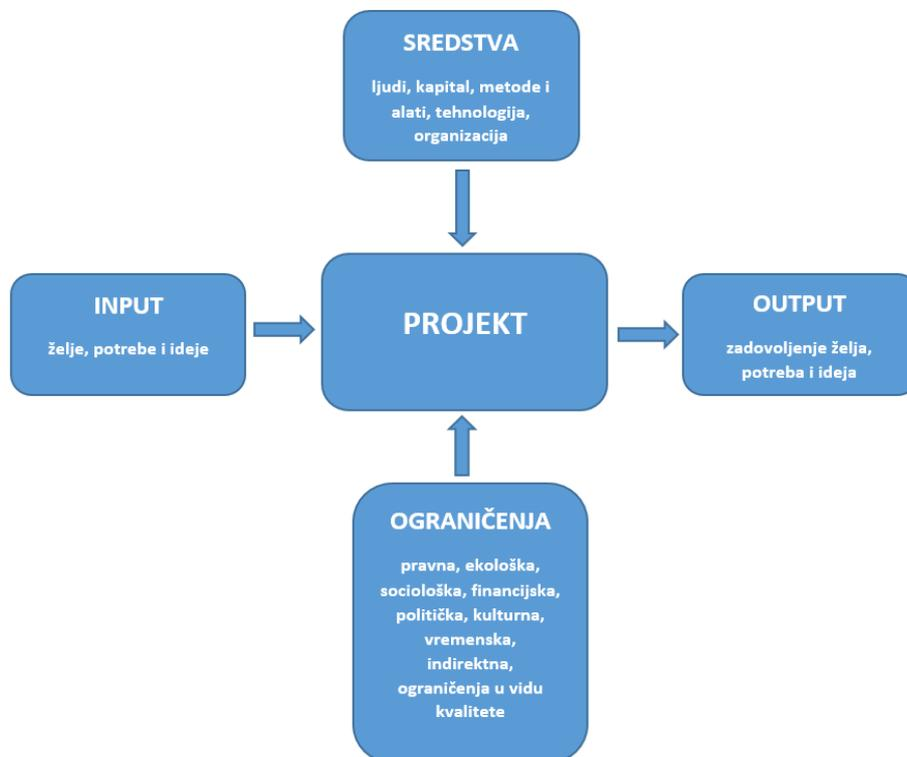 SREDSTVA
ljudi, kapital, metode i
alati, tehnologija,
organizacija
INPUT
želje, potrebe i ideje
PROJEKT
OUTPUT
zadovoljenje želja,
potreba i ideja
OGRANIČENJA
pravna, ekološka,
sociološka, financijska,
politička, kulturna,
vremenska,
indirektna,
ograničenja u vidu
kvalitete